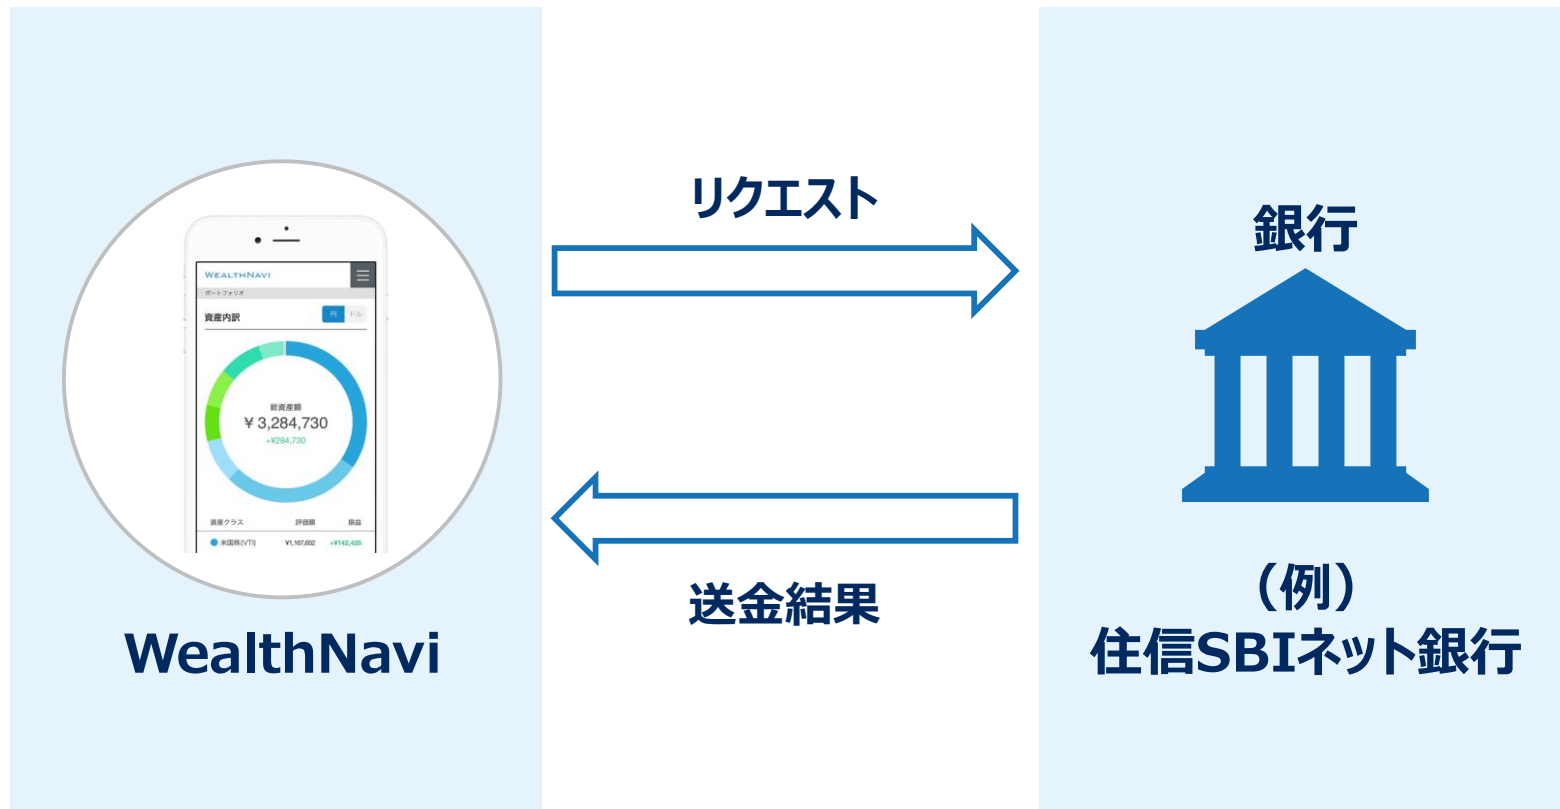 リクエスト
銀行
WEALTHNAVI
ポートフォリオ
資産内訳
円 ドル
総資産額
¥ 3,284,730
+¥284,730
資産クラス 評価額 損益
米国株(VTI) ¥1,167,652 +¥142,425
送金結果
(例)
WealthNavi
住信SBIネット銀行